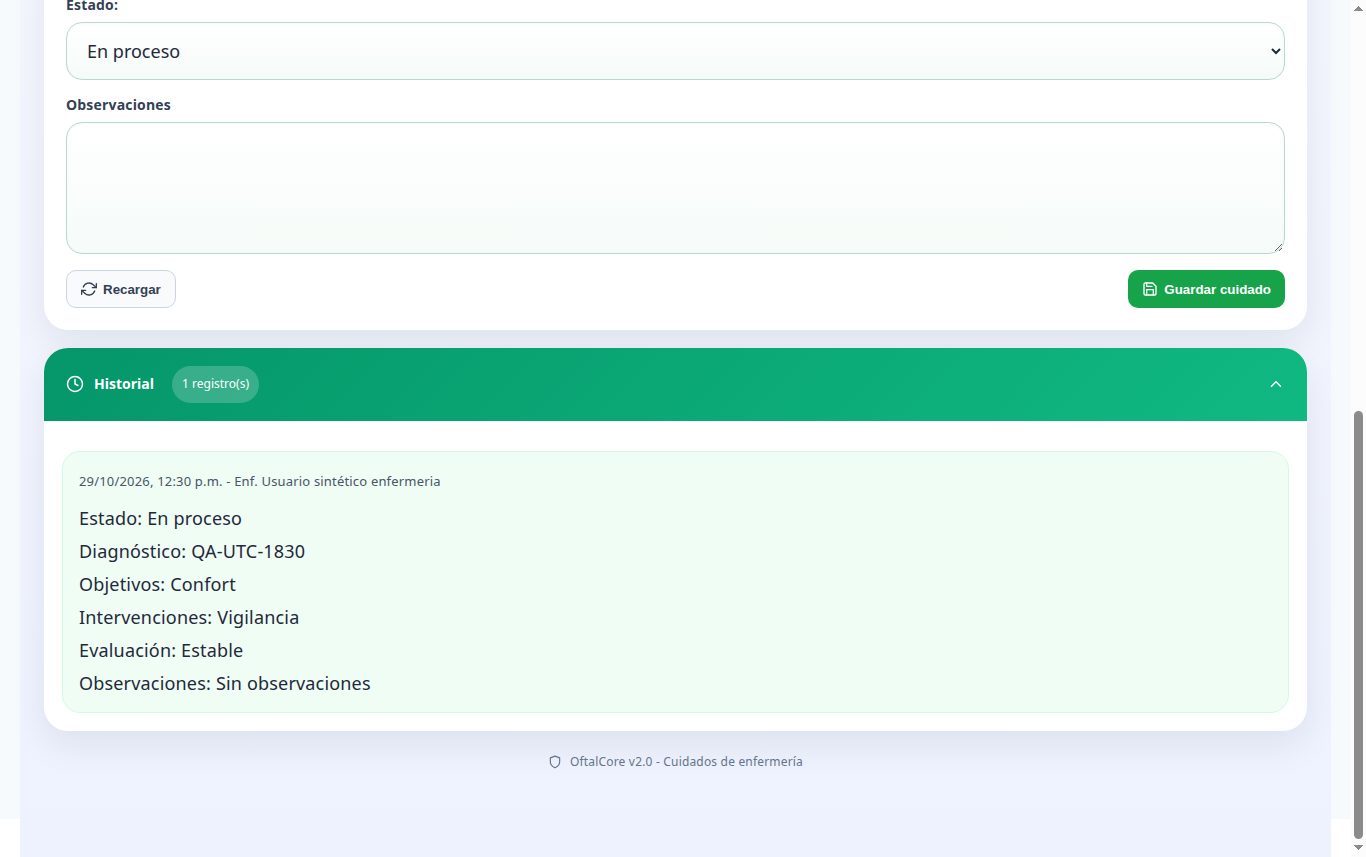 Estado:
En proceso
Observaciones
Recargar
Guardar cuidado
Historial
1 registro(s)
29/10/2026, 12:30 p.m. - Enf. Usuario sintético enfermeria
Estado: En proceso
Diagnóstico: QA-UTC-1830
Objetivos: Confort
Intervenciones: Vigilancia
Evaluación: Estable
Observaciones: Sin observaciones
OftalCore v2.0 - Cuidados de enfermería